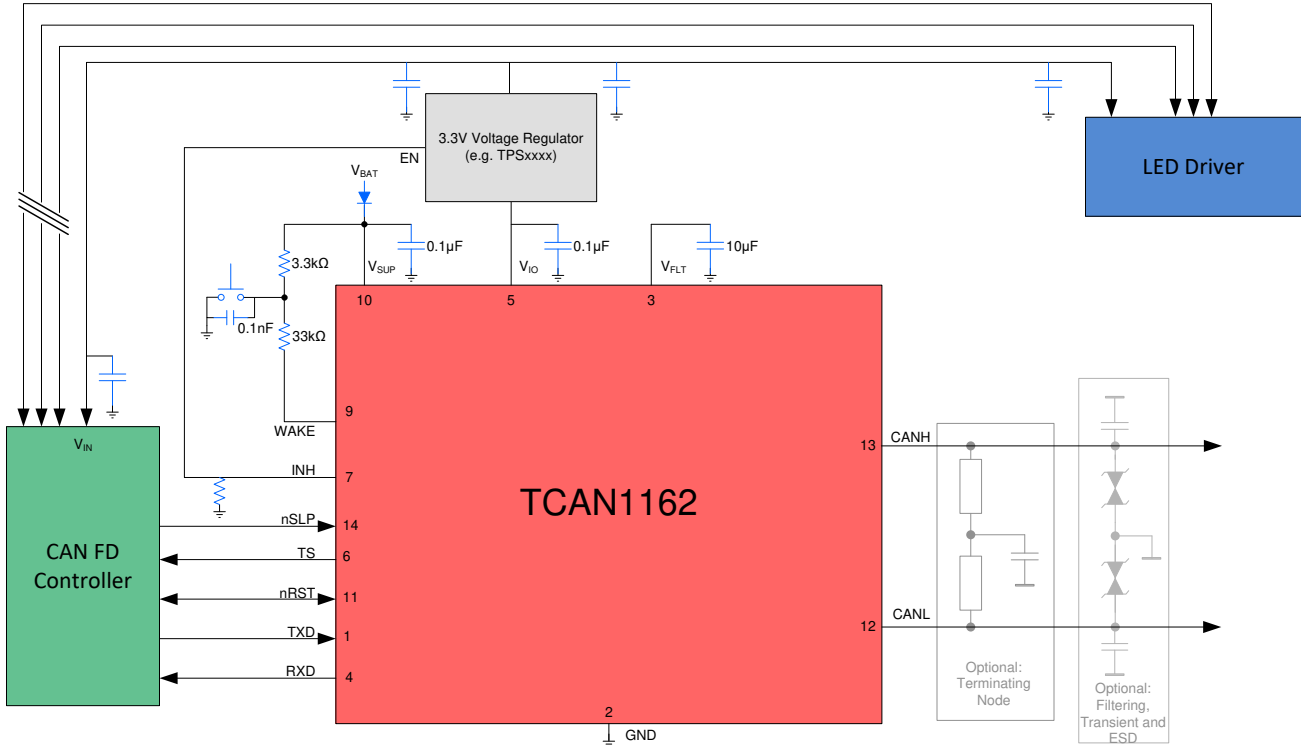 3.3V Voltage Regulator
(e.g. TPSxxxx)
EN
LED Driver
VBAT
0.1µF
0.1µF
10µF
3.3kΩ
VSUP
VIO
VFLT
10
5
3
0.1nF
33kΩ
9
WAKE
VIN
13
CANH
INH
7
TCAN1162
nSLP
14
CAN FD
Controller
TS
6
nRST
11
TXD
1
12
CANL
RXD
4
Optional:
Terminating
Node
Optional:
Filtering,
Transient and
ESD
2
GND